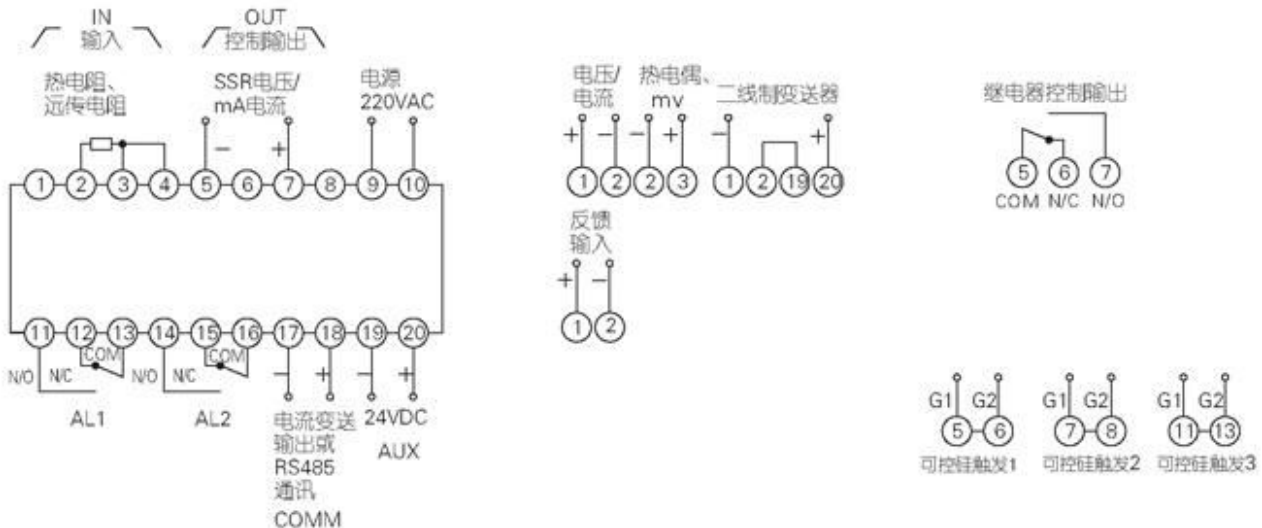 IN
输入
OUT
控制输出
热电阻、
远传电阻
SSR电压/
mA电流
电源
220VAC
− +
1 2 3 4 5 6 7 8 9 10
11 12 13 14 15 16 17 18 19 20
N/O N/C COM N/O N/C COM − + − +
AL1
AL2
电流变送
输出或
RS485
通讯
COMM
24VDC
AUX
电压/
电流
热电偶、
mv
二线制变送器
+ − − + − +
1 2 2 3 1 2 19 20
反馈
输入
+ −
1 2
继电器控制输出
5 6 7
COM N/C N/O
G1 G2 G1 G2 G1 G2
5 6 7 8 11 13
可控硅触发1 可控硅触发2 可控硅触发3